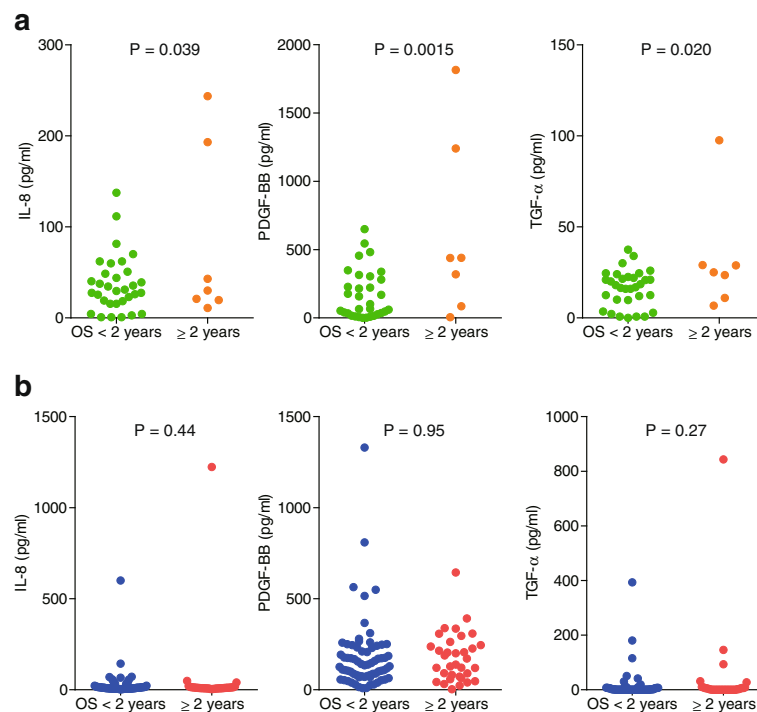 a
P = 0.039
300
200
100
0
IL-8 (pg/ml)
OS < 2 years
≥ 2 years
P = 0.0015
2000
1500
1000
500
0
PDGF-BB (pg/ml)
OS < 2 years
≥ 2 years
P = 0.020
150
100
50
0
TGF-α (pg/ml)
OS < 2 years
≥ 2 years
b
P = 0.44
1500
1000
500
0
IL-8 (pg/ml)
OS < 2 years
≥ 2 years
P = 0.95
1500
1000
500
0
PDGF-BB (pg/ml)
OS < 2 years
≥ 2 years
P = 0.27
1000
800
600
400
200
0
TGF-α (pg/ml)
OS < 2 years
≥ 2 years